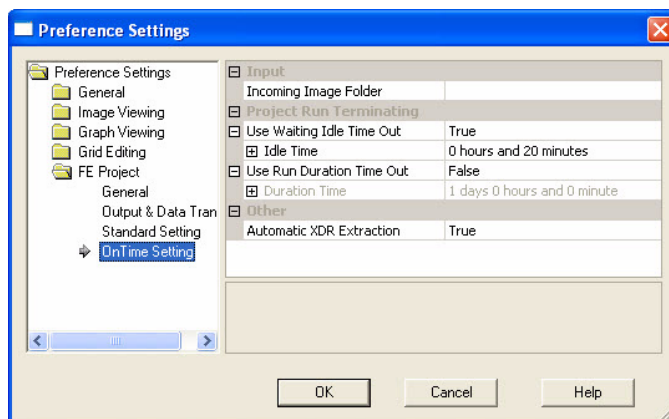 Preference Settings
Preference Settings
General
Image Viewing
Graph Viewing
Grid Editing
FE Project
General
Output & Data Tran
Standard Setting
OnTime Setting
Input
Incoming Image Folder
Project Run Terminating
Use Waiting Idle Time Out True
Idle Time 0 hours and 20 minutes
Use Run Duration Time Out False
Duration Time 1 days 0 hours and 0 minute
Other
Automatic XDR Extraction True
OK Cancel Help